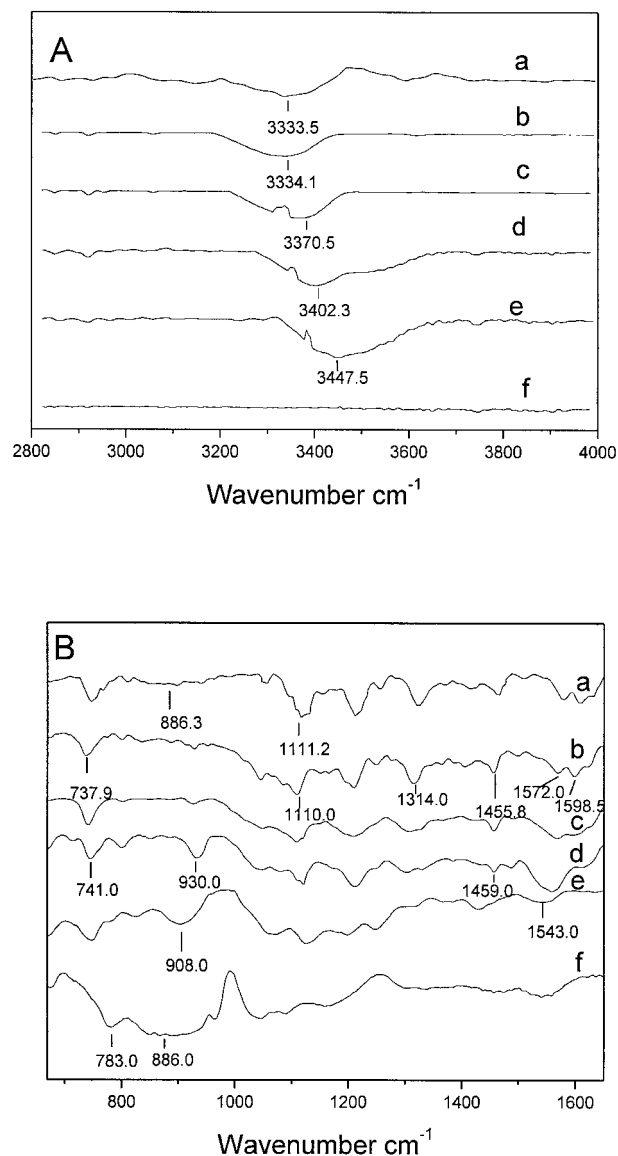 A
a
3333.5
b
3334.1
c
3370.5
d
3402.3
e
3447.5
f
2800 3000 3200 3400 3600 3800 4000
Wavenumber cm-1
B
a
886.3
1111.2
b
737.9
1110.0
1314.0
1455.8
1572.0
1598.5
c
d
741.0
930.0
1459.0
e
908.0
1543.0
f
783.0
886.0
800 1000 1200 1400 1600
Wavenumber cm-1